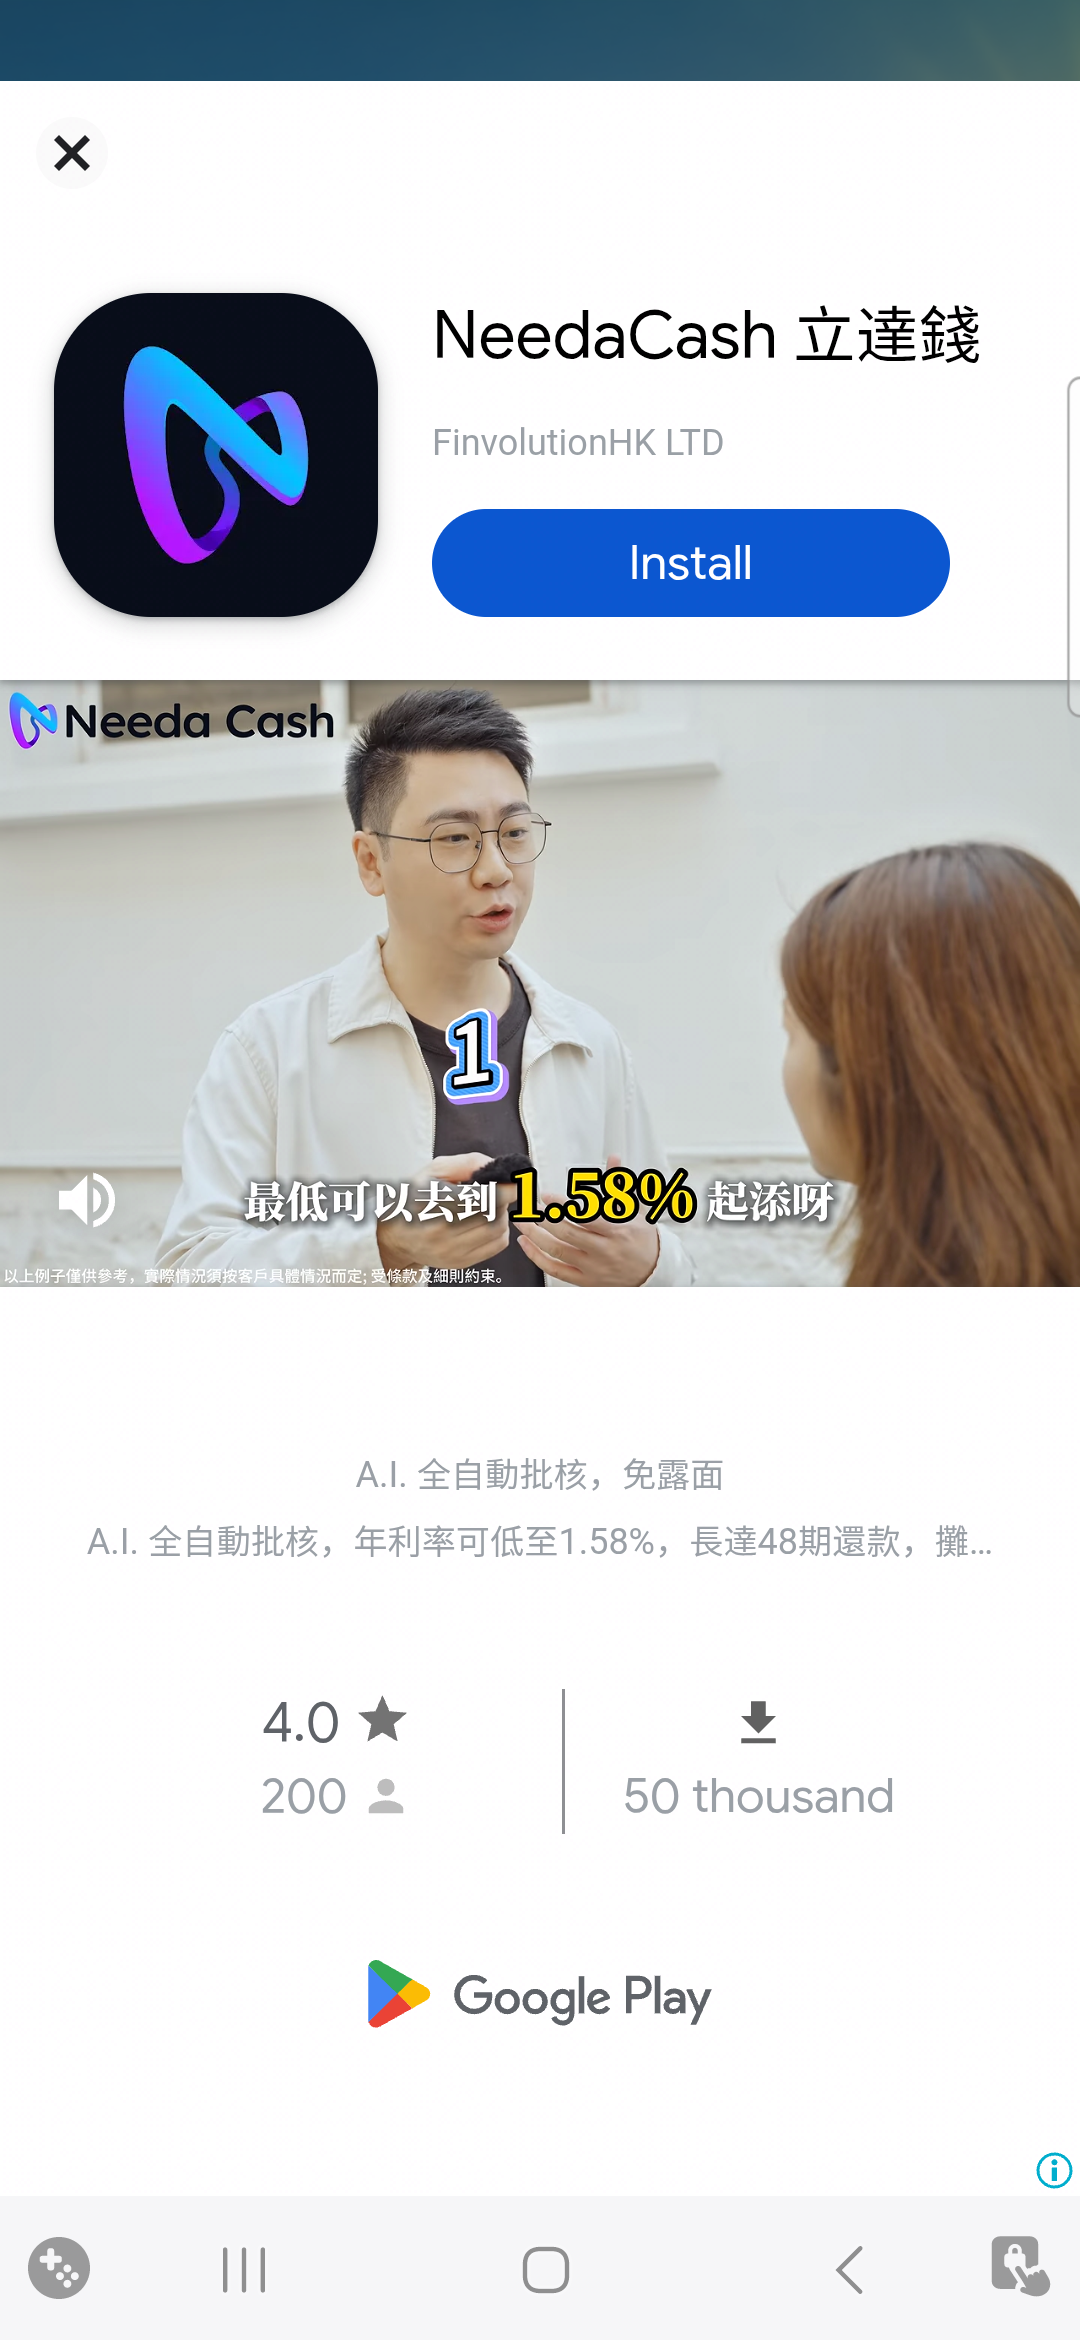 NeedaCash 立達錢
FinvolutionHK LTD
Install
Needa Cash
1
最低可以去到 1.58% 起添呀
以上例子僅供參考，實際情況須按客戶具體情況而定; 受條款及細則約束。
A.I. 全自動批核，免露面
A.I. 全自動批核，年利率可低至1.58%，長達48期還款，攤...
4.0
200
50 thousand
Google Play